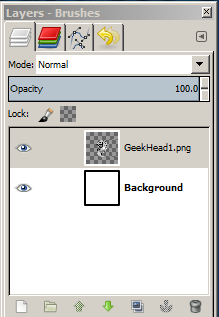 Layers - Brushes
Mode: Normal
Opacity 100.0
Lock:
GeekHead1.png
Background